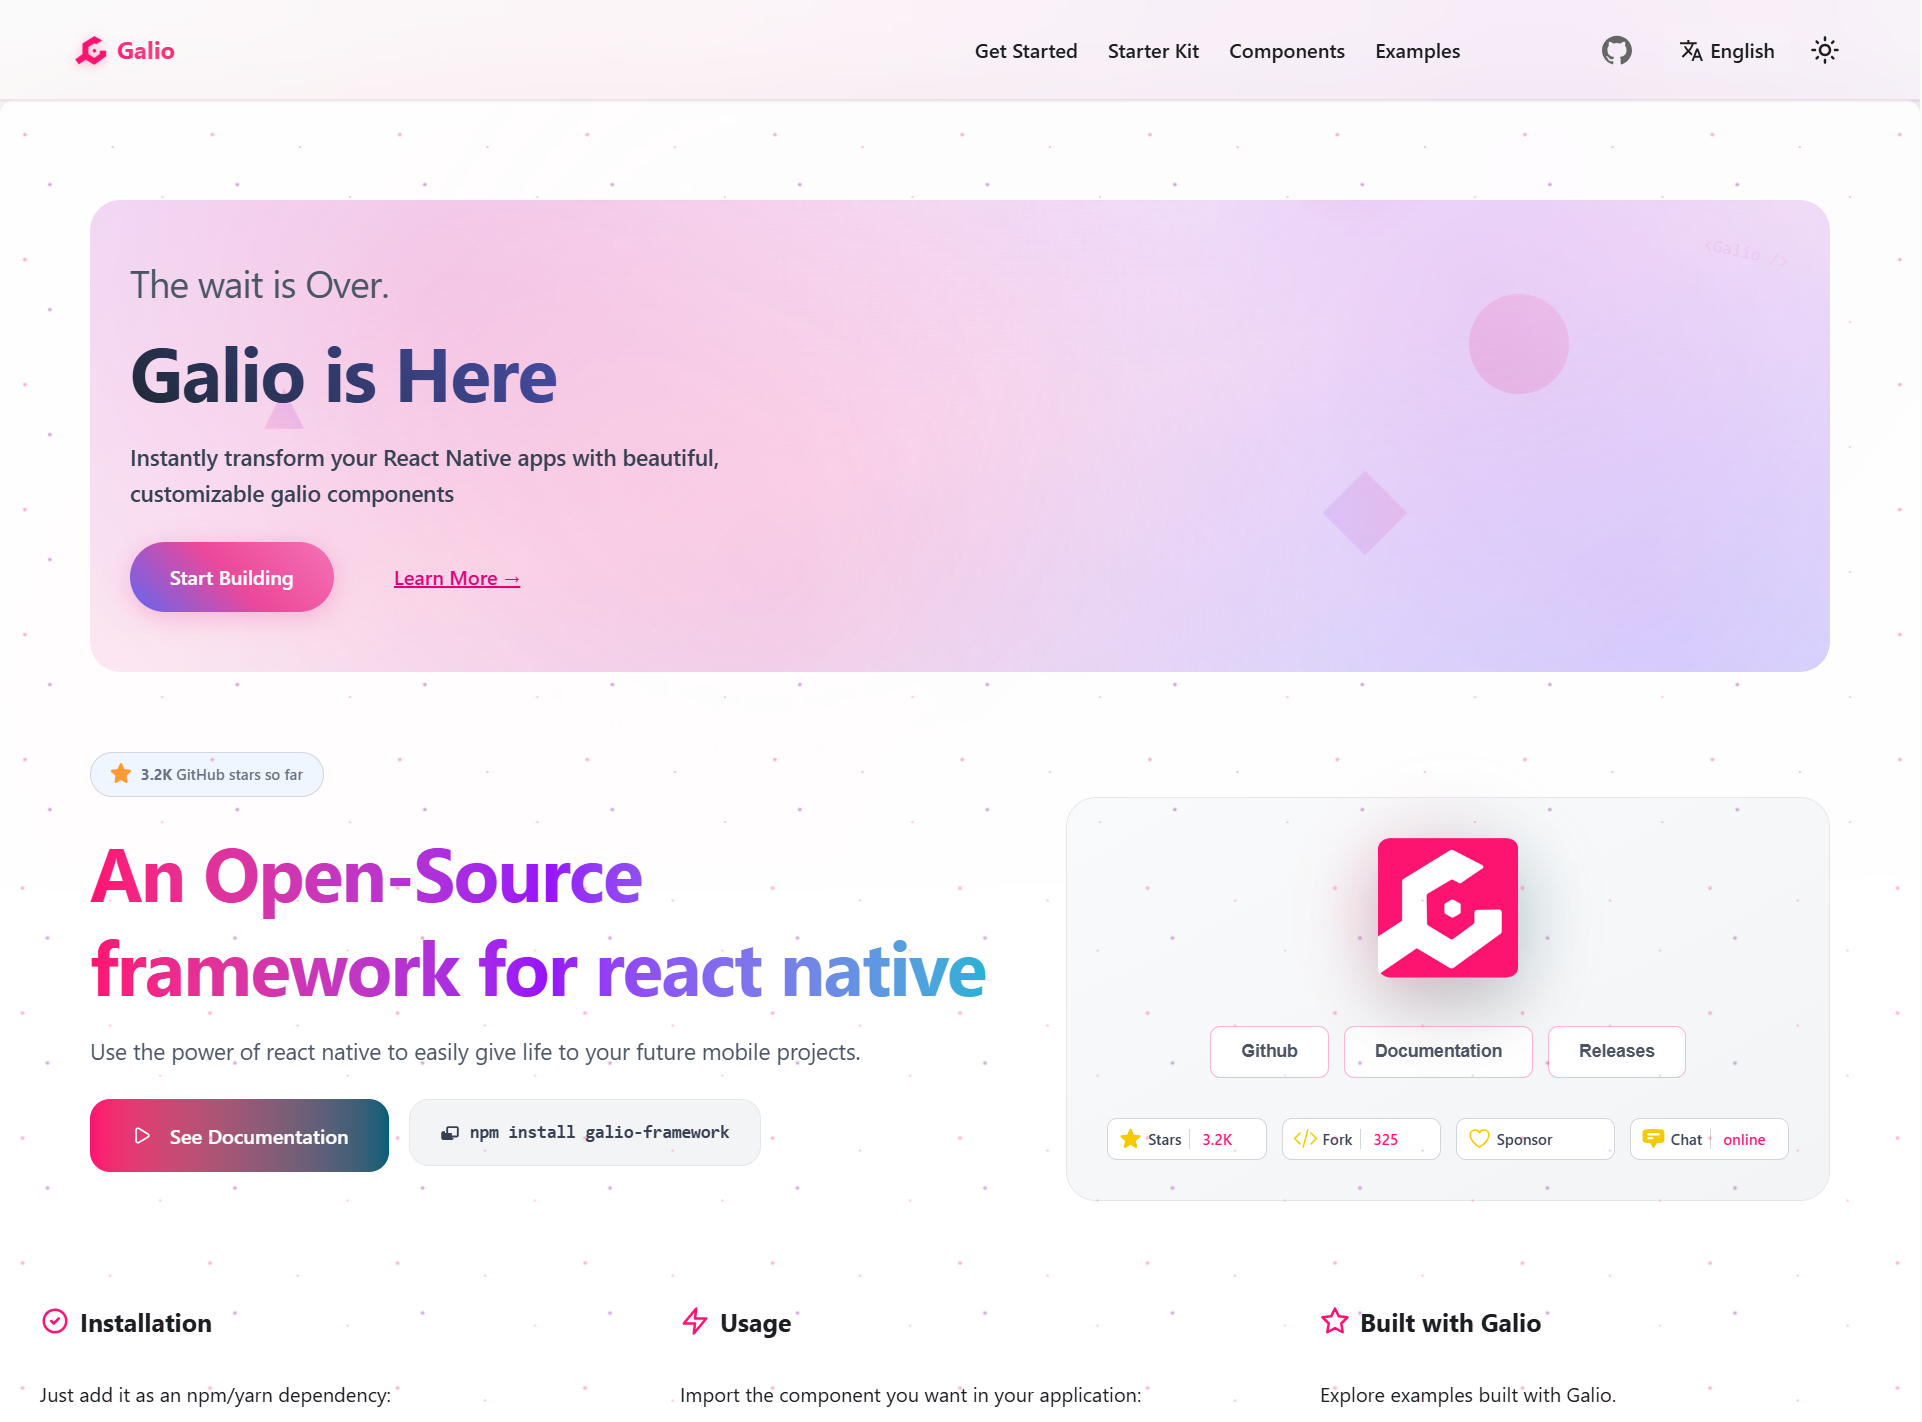 Galio
Get Started
Starter Kit
Components
Examples
English
<Galio />
The wait is Over.
Galio is Here
Instantly transform your React Native apps with beautiful,
customizable galio components
Start Building
Learn More →
3.2K GitHub stars so far
An Open-Source
framework for react native
Use the power of react native to easily give life to your future mobile projects.
See Documentation
npm install galio-framework
Github
Documentation
Releases
Stars 3.2K
Fork 325
Sponsor
Chat online
Installation
Just add it as an npm/yarn dependency:
Usage
Import the component you want in your application:
Built with Galio
Explore examples built with Galio.